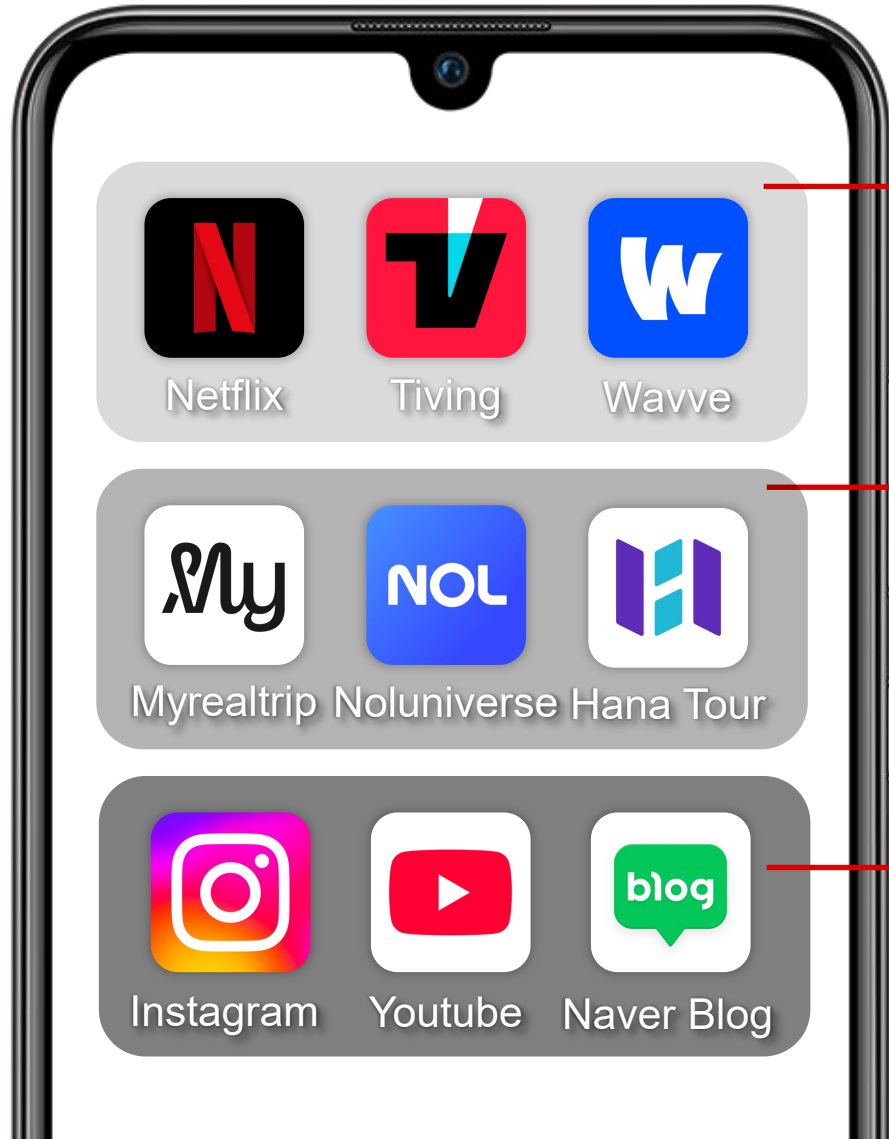 Netflix Tiving Wavve
My NOL
Myrealtrip Noluniverse Hana Tour
blog
Instagram Youtube Naver Blog